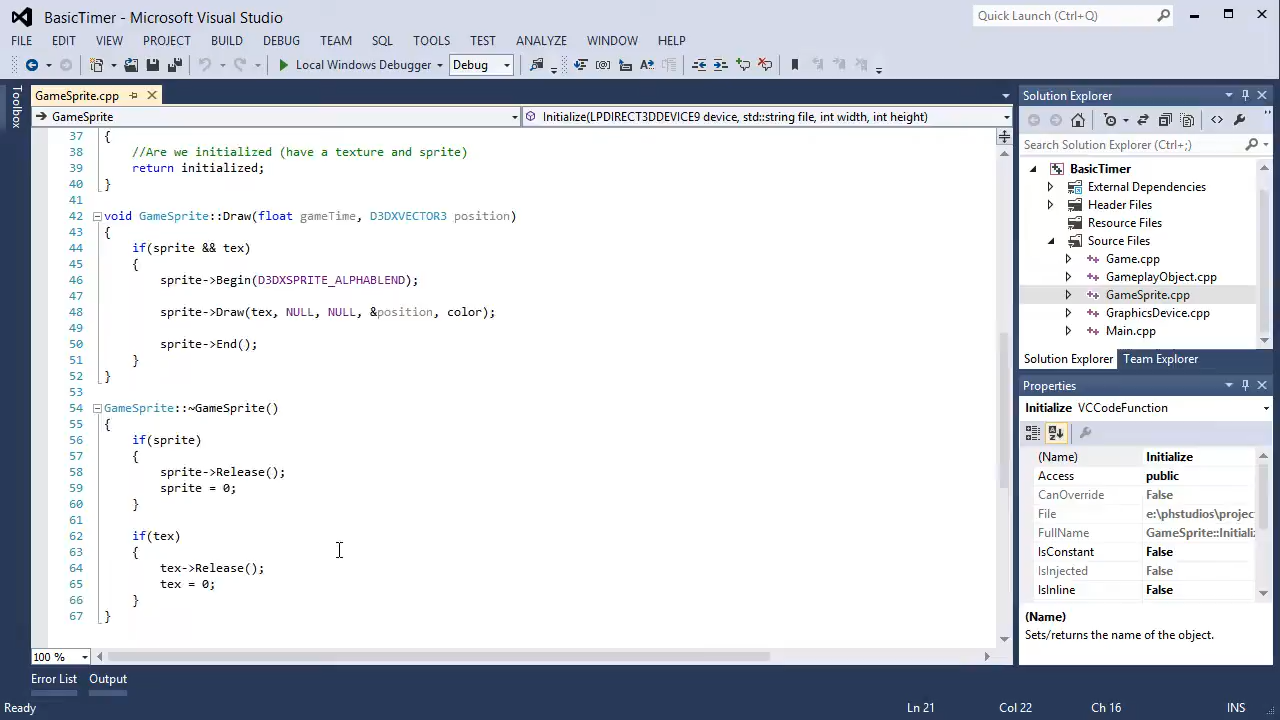 BasicTimer - Microsoft Visual Studio
Quick Launch (Ctrl+Q)
FILE EDIT VIEW PROJECT BUILD DEBUG TEAM SQL TOOLS TEST ANALYZE WINDOW HELP
Local Windows Debugger Debug
Toolbox
GameSprite.cpp
GameSprite Initialize(LPDIRECT3DDEVICE9 device, std::string file, int width, int height)
37 {
38 //Are we initialized (have a texture and sprite)
39 return initialized;
40 }
41
42 void GameSprite::Draw(float gameTime, D3DXVECTOR3 position)
43 {
44 if(sprite && tex)
45 {
46 sprite->Begin(D3DXSPRITE_ALPHABLEND);
47
48 sprite->Draw(tex, NULL, NULL, &position, color);
49
50 sprite->End();
51 }
52 }
53
54 GameSprite::~GameSprite()
55 {
56 if(sprite)
57 {
58 sprite->Release();
59 sprite = 0;
60 }
61
62 if(tex)
63 {
64 tex->Release();
65 tex = 0;
66 }
67 }
100 %
Solution Explorer
Search Solution Explorer (Ctrl+;)
BasicTimer
External Dependencies
Header Files
Resource Files
Source Files
Game.cpp
GameplayObject.cpp
GameSprite.cpp
GraphicsDevice.cpp
Main.cpp
Solution Explorer Team Explorer
Properties
Initialize VCCodeFunction
(Name) Initialize
Access public
CanOverride False
File e:\phstudios\projec
FullName GameSprite::Initializ
IsConstant False
IsInjected False
IsInline False
(Name)
Sets/returns the name of the object.
Error List Output
Ready Ln 21 Col 22 Ch 16 INS